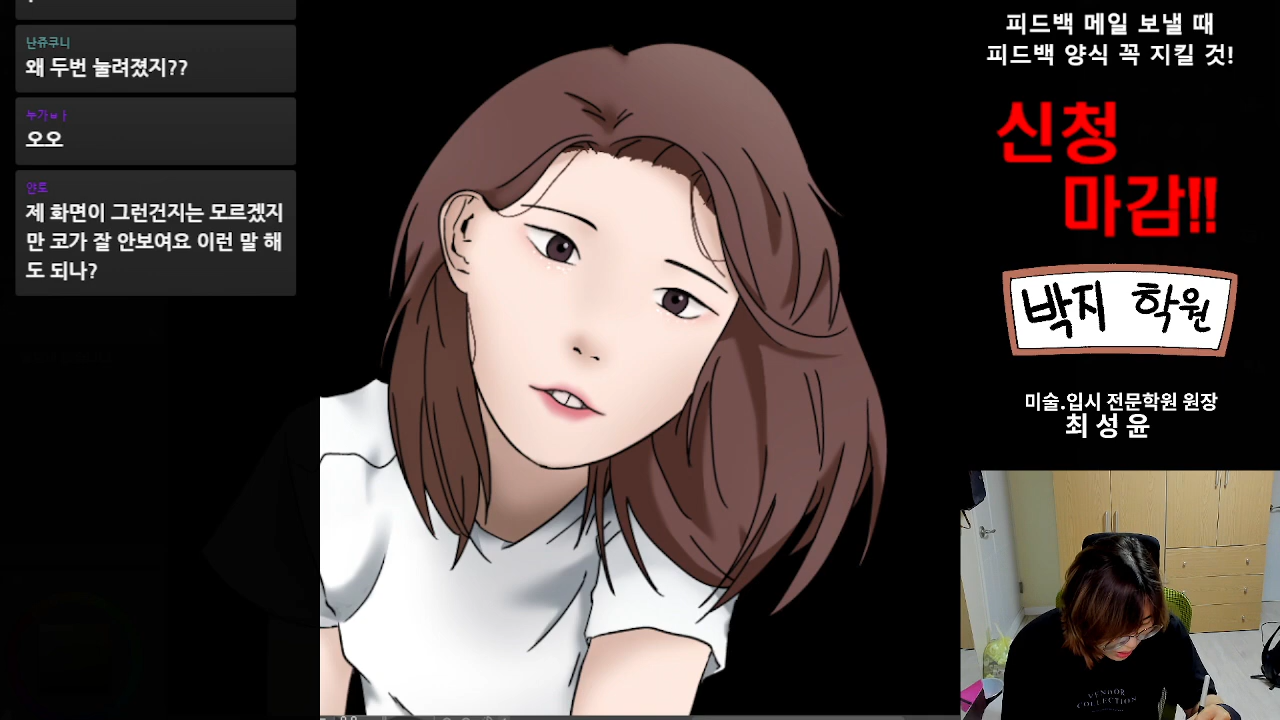 난쥬쿠니
왜 두번 눌려졌지??
누가ㅂㅏ
오오
얀토
제 화면이 그런건지는 모르겠지
만 코가 잘 안보여요 이런 말 해
도 되나?
피드백 메일 보낼 때
피드백 양식 꼭 지킬 것!
신청
마감!!
박지 학원
미술.입시 전문학원 원장
최성윤
VENDOR
COLLECTION